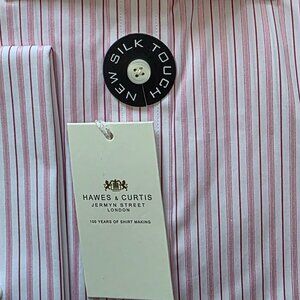 NEW SILK TOUCH
HAWES & CURTIS
JERMYN STREET
LONDON
100 YEARS OF SHIRT MAKING